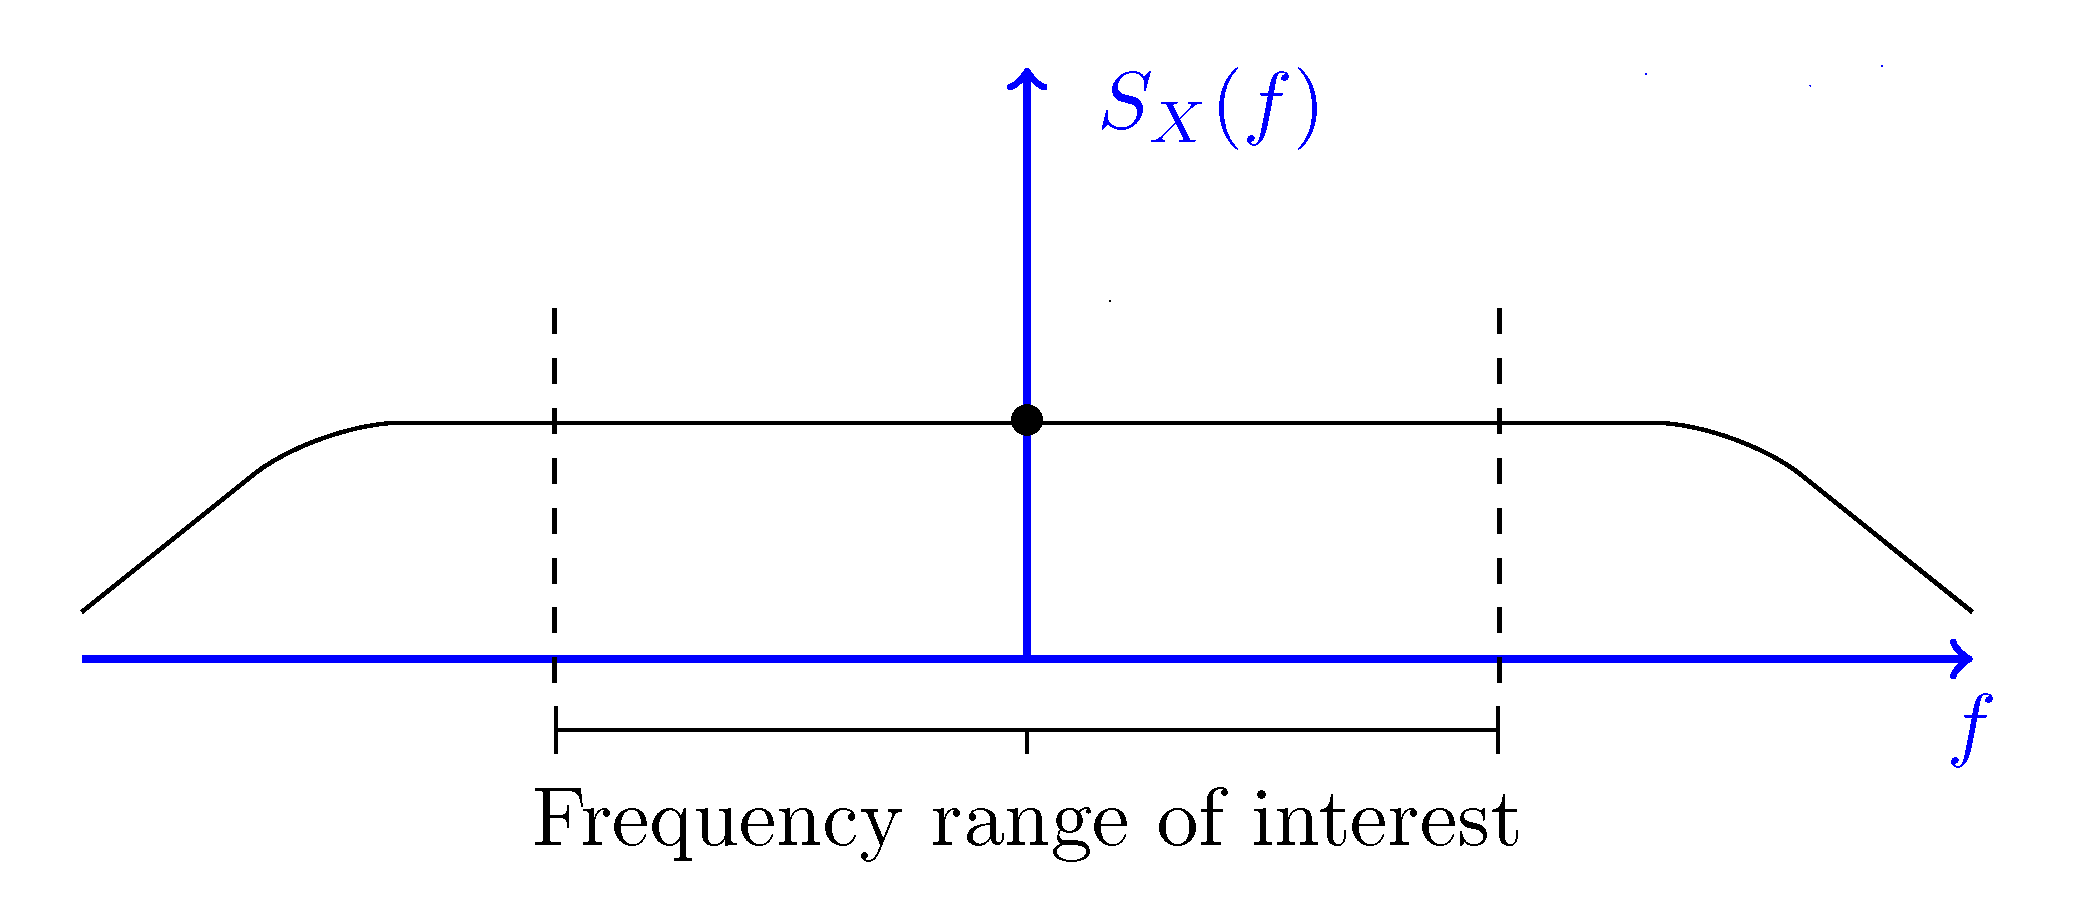 S_X(f)
f
Frequency range of interest